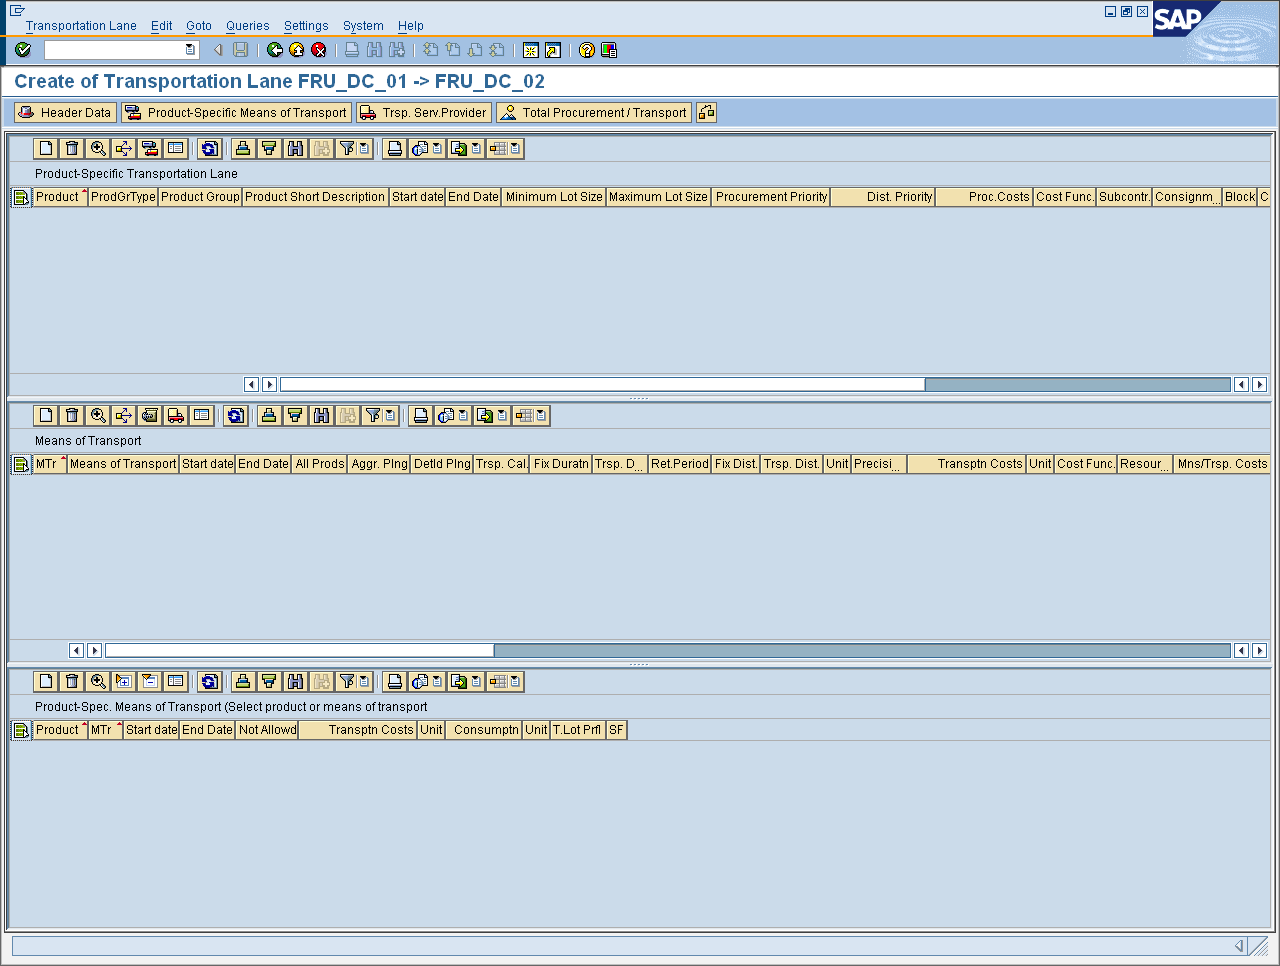 Transportation Lane Edit Goto Queries Settings System Help
SAP
Create of Transportation Lane FRU_DC_01 -> FRU_DC_02
Header Data Product-Specific Means of Transport Trsp. Serv.Provider Total Procurement / Transport
Product-Specific Transportation Lane
Product ProdGrType Product Group Product Short Description Start date End Date Minimum Lot Size Maximum Lot Size Procurement Priority Dist. Priority Proc.Costs Cost Func. Subcontr. Consignm... Block C
Means of Transport
MTr Means of Transport Start date End Date All Prods Aggr. Plng Detld Plng Trsp. Cal. Fix Duratn Trsp. D... Ret.Period Fix Dist. Trsp. Dist. Unit Precisi... Transptn Costs Unit Cost Func. Resour... Mns/Trsp. Costs
Product-Spec. Means of Transport (Select product or means of transport
Product MTr Start date End Date Not Allowd Transptn Costs Unit Consumptn Unit T.Lot Prfl SF